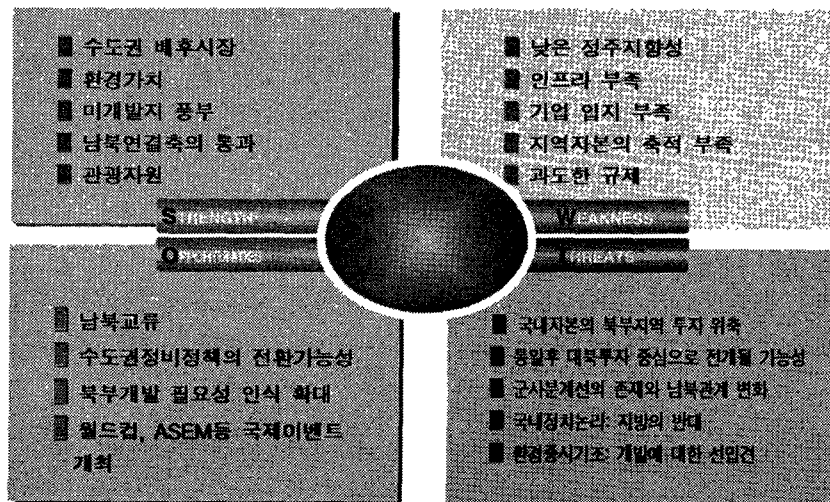 수도권 배후시장
환경가치
미개발지 풍부
남북연결축의 통과
관광자원
STRENGTH
낮은 정주지향성
인프라 부족
기업 입지 부족
지역자본의 축적 부족
과도한 규제
WEAKNESS
OPPORTUNITIES
남북교류
수도권정비정책의 전환가능성
북부개발 필요성 인식 확대
월드컵, ASEM등 국제이벤트
개최
THREATS
국내자본의 북부지역 투자 위축
통일후 대북투자 중심으로 전개될 가능성
군사분계선의 존재와 남북관계 변화
국내정치논리: 지방의 반대
환경중시기조: 개발에 대한 선입견